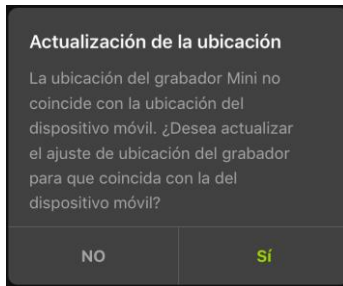 Actualización de la ubicación
La ubicación del grabador Mini no
coincide con la ubicación del
dispositivo móvil. ¿Desea actualizar
el ajuste de ubicación del grabador
para que coincida con la del
dispositivo móvil?
NO
Sí